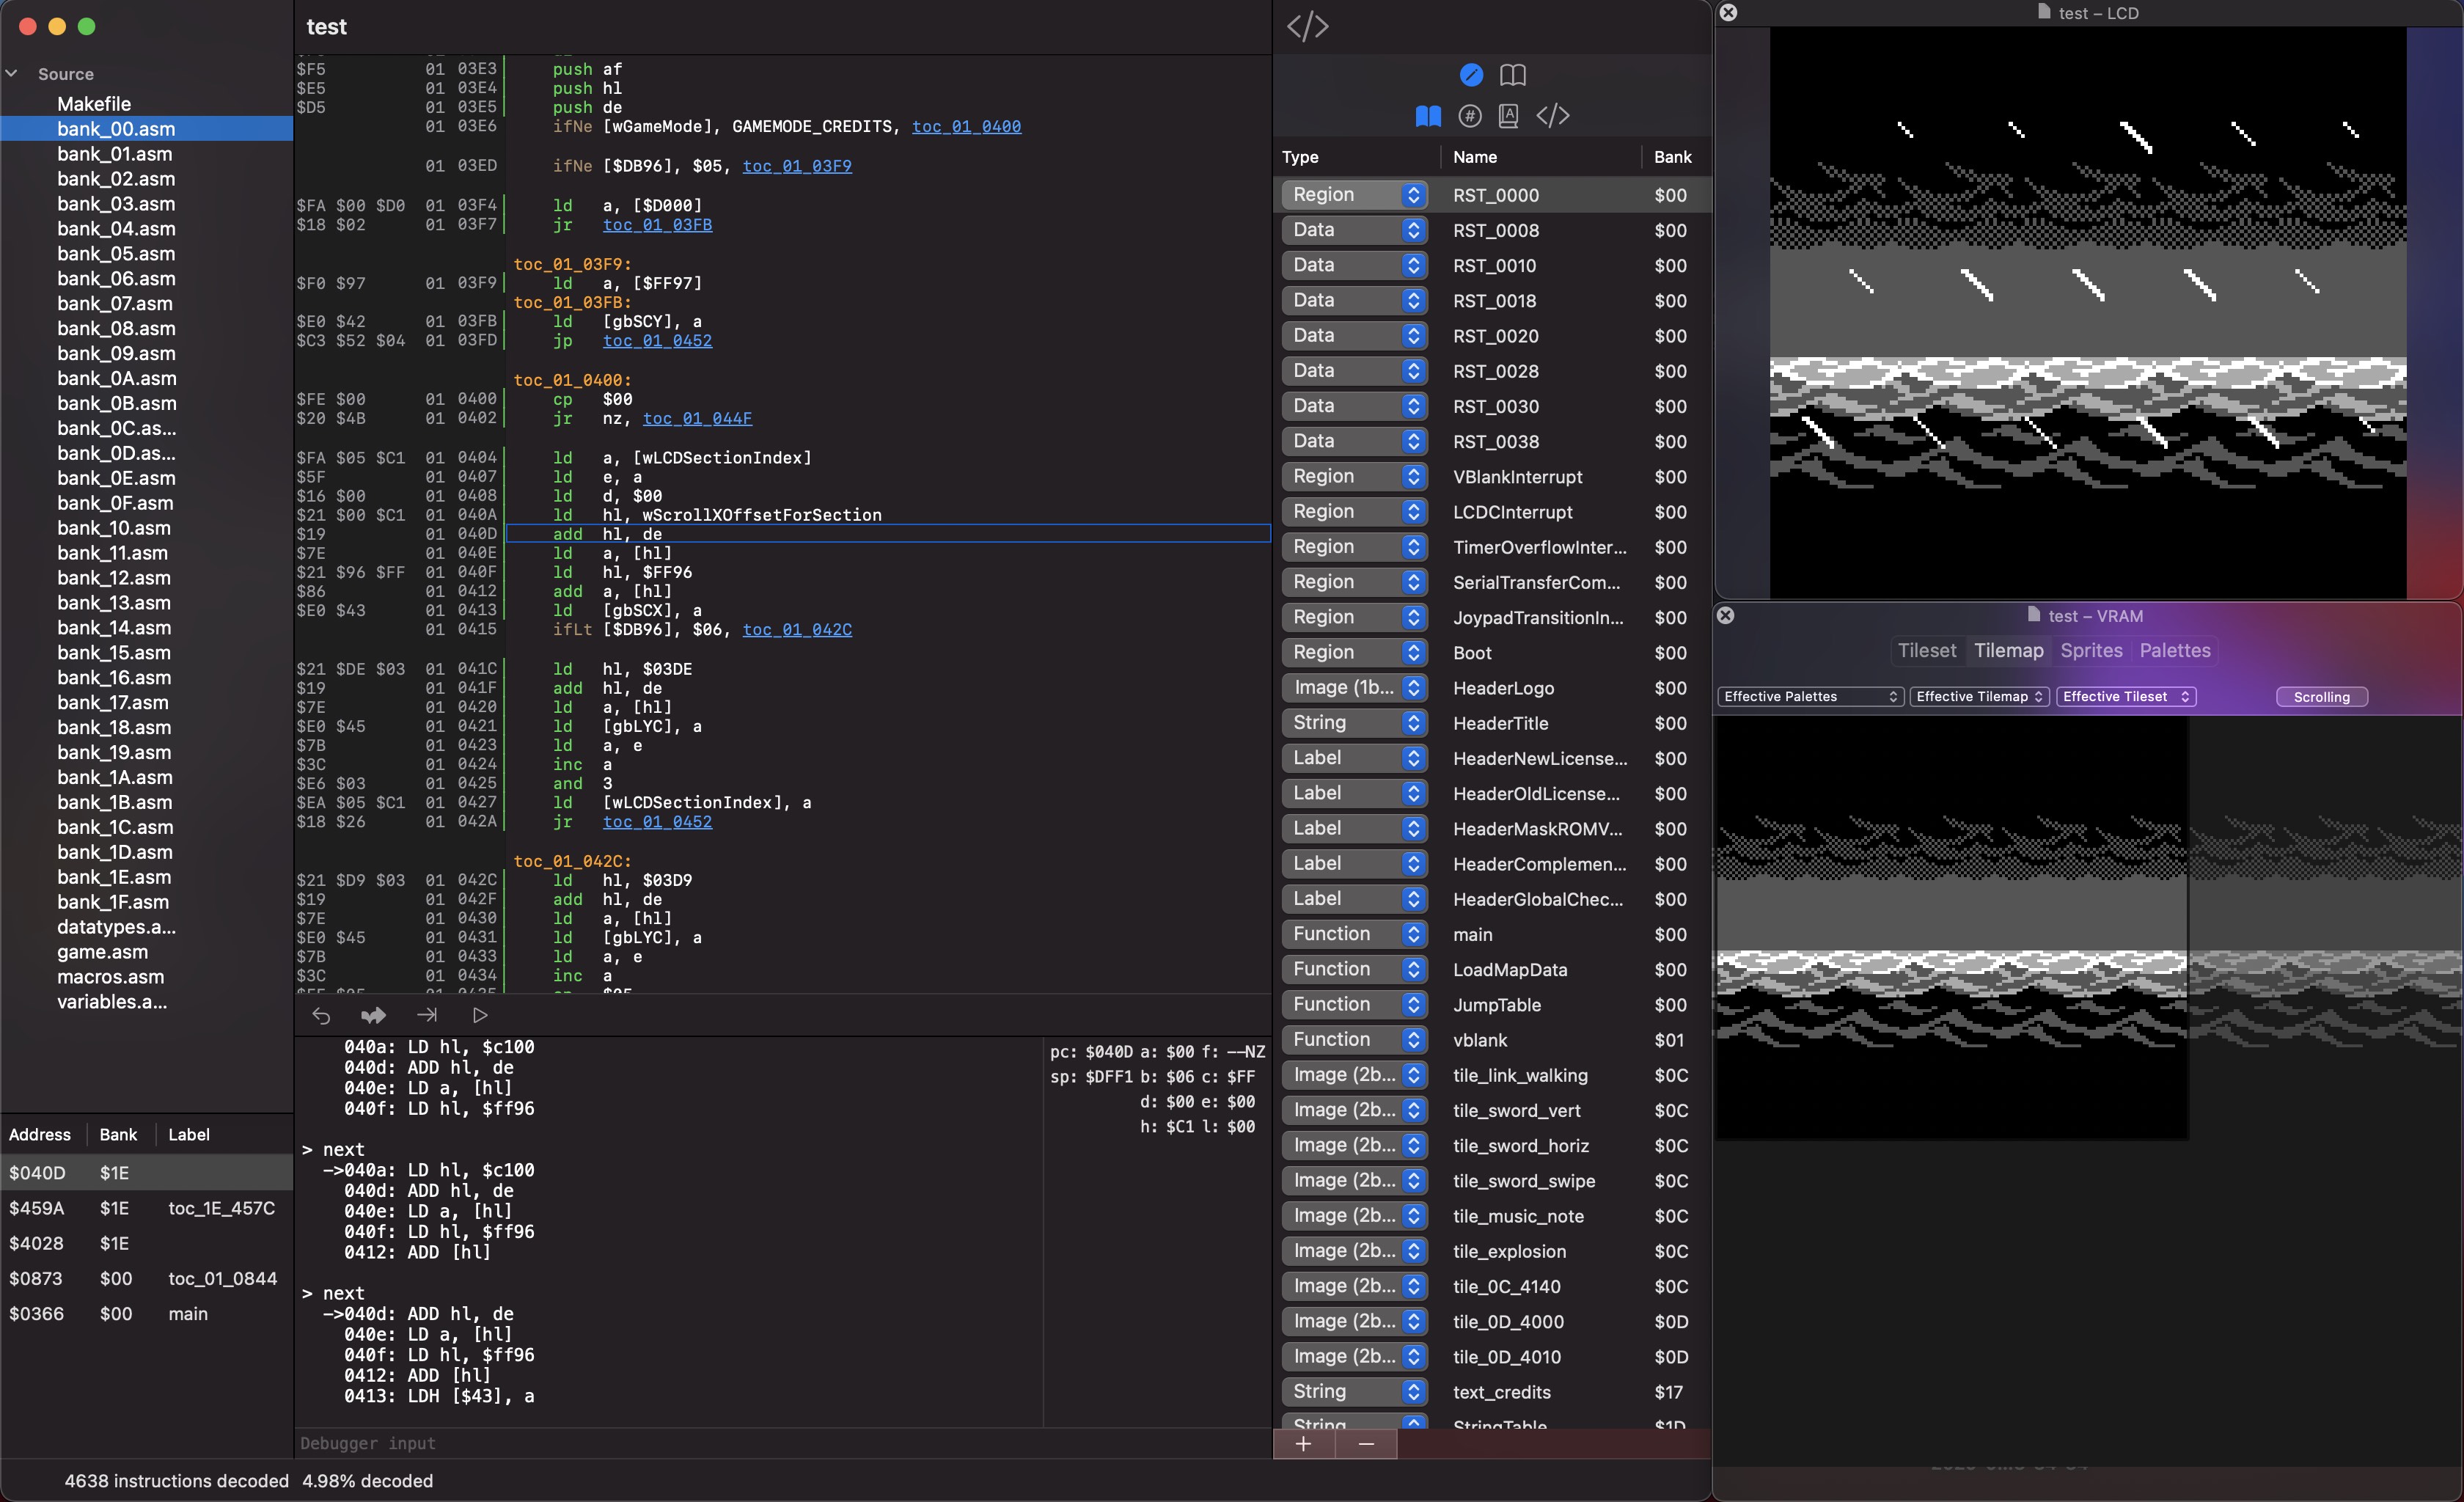 test
Source
Makefile
bank_00.asm
bank_01.asm
bank_02.asm
bank_03.asm
bank_04.asm
bank_05.asm
bank_06.asm
bank_07.asm
bank_08.asm
bank_09.asm
bank_0A.asm
bank_0B.asm
bank_0C.as...
bank_0D.as...
bank_0E.asm
bank_0F.asm
bank_10.asm
bank_11.asm
bank_12.asm
bank_13.asm
bank_14.asm
bank_15.asm
bank_16.asm
bank_17.asm
bank_18.asm
bank_19.asm
bank_1A.asm
bank_1B.asm
bank_1C.asm
bank_1D.asm
bank_1E.asm
bank_1F.asm
datatypes.a...
game.asm
macros.asm
variables.a...
Address Bank Label
$040D $1E
$459A $1E toc_1E_457C
$4028 $1E
$0873 $00 toc_01_0844
$0366 $00 main
4638 instructions decoded 4.98% decoded
$F5 01 03E3 push af
$E5 01 03E4 push hl
$D5 01 03E5 push de
01 03E6 ifNe [wGameMode], GAMEMODE_CREDITS, toc_01_0400
01 03ED ifNe [$DB96], $05, toc_01_03F9
$FA $00 $D0 01 03F4 ld a, [$D000]
$18 $02 01 03F7 jr toc_01_03FB
toc_01_03F9:
$F0 $97 01 03F9 ld a, [$FF97]
toc_01_03FB:
$E0 $42 01 03FB ld [gbSCY], a
$C3 $52 $04 01 03FD jp toc_01_0452
toc_01_0400:
$FE $00 01 0400 cp $00
$20 $4B 01 0402 jr nz, toc_01_044F
$FA $05 $C1 01 0404 ld a, [wLCDSectionIndex]
$5F 01 0407 ld e, a
$16 $00 01 0408 ld d, $00
$21 $00 $C1 01 040A ld hl, wScrollXOffsetForSection
$19 01 040D add hl, de
$7E 01 040E ld a, [hl]
$21 $96 $FF 01 040F ld hl, $FF96
$86 01 0412 add a, [hl]
$E0 $43 01 0413 ld [gbSCX], a
01 0415 ifLt [$DB96], $06, toc_01_042C
$21 $DE $03 01 041C ld hl, $03DE
$19 01 041F add hl, de
$7E 01 0420 ld a, [hl]
$E0 $45 01 0421 ld [gbLYC], a
$7B 01 0423 ld a, e
$3C 01 0424 inc a
$E6 $03 01 0425 and 3
$EA $05 $C1 01 0427 ld [wLCDSectionIndex], a
$18 $26 01 042A jr toc_01_0452
toc_01_042C:
$21 $D9 $03 01 042C ld hl, $03D9
$19 01 042F add hl, de
$7E 01 0430 ld a, [hl]
$E0 $45 01 0431 ld [gbLYC], a
$7B 01 0433 ld a, e
$3C 01 0434 inc a
040a: LD hl, $c100
040d: ADD hl, de
040e: LD a, [hl]
040f: LD hl, $ff96
> next
->040a: LD hl, $c100
040d: ADD hl, de
040e: LD a, [hl]
040f: LD hl, $ff96
0412: ADD [hl]
> next
->040d: ADD hl, de
040e: LD a, [hl]
040f: LD hl, $ff96
0412: ADD [hl]
0413: LDH [$43], a
Debugger input
pc: $040D a: $00 f: --NZ
sp: $DFF1 b: $06 c: $FF
d: $00 e: $00
h: $C1 l: $00
Type Name Bank
Region RST_0000 $00
Data RST_0008 $00
Data RST_0010 $00
Data RST_0018 $00
Data RST_0020 $00
Data RST_0028 $00
Data RST_0030 $00
Data RST_0038 $00
Region VBlankInterrupt $00
Region LCDCInterrupt $00
Region TimerOverflowInter... $00
Region SerialTransferCom... $00
Region JoypadTransitionIn... $00
Region Boot $00
Image (1b... HeaderLogo $00
String HeaderTitle $00
Label HeaderNewLicense... $00
Label HeaderOldLicense... $00
Label HeaderMaskROMV... $00
Label HeaderComplemen... $00
Label HeaderGlobalChec... $00
Function main $00
Function LoadMapData $00
Function JumpTable $00
Function vblank $01
Image (2b... tile_link_walking $0C
Image (2b... tile_sword_vert $0C
Image (2b... tile_sword_horiz $0C
Image (2b... tile_sword_swipe $0C
Image (2b... tile_music_note $0C
Image (2b... tile_explosion $0C
Image (2b... tile_0C_4140 $0C
Image (2b... tile_0D_4000 $0D
Image (2b... tile_0D_4010 $0D
String text_credits $17
String StringTable $1D
test – LCD
test – VRAM
Tileset Tilemap Sprites Palettes
Effective Palettes Effective Tilemap Effective Tileset Scrolling